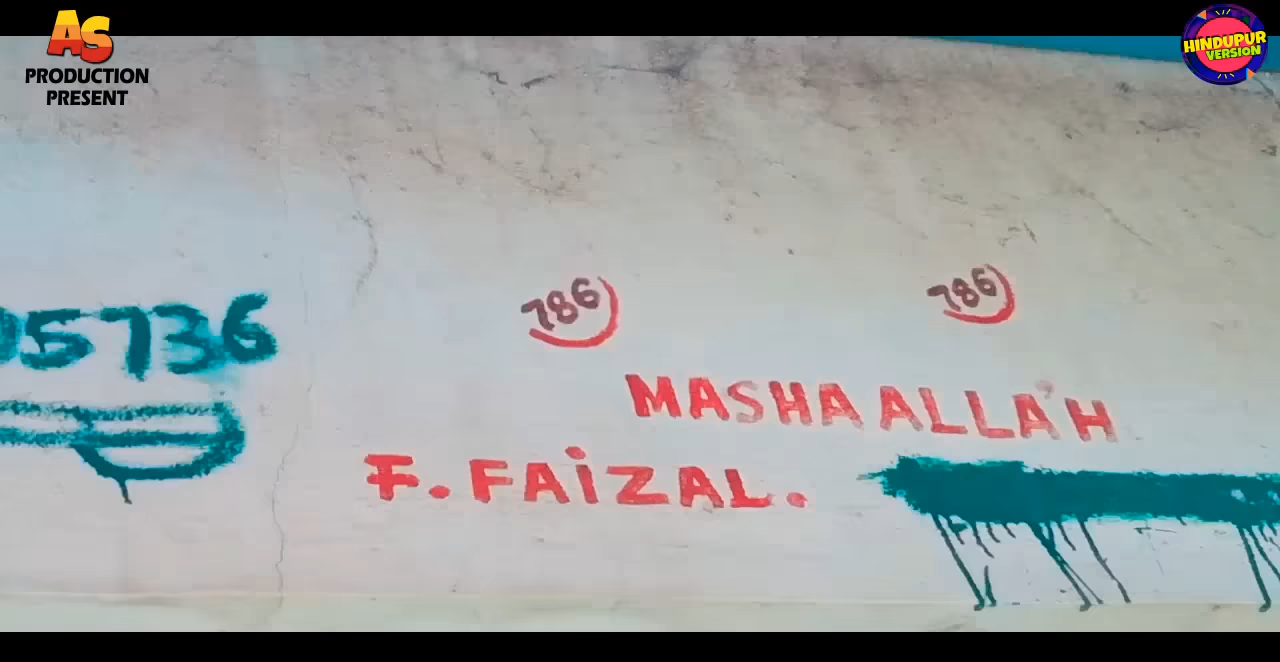 AS
PRODUCTION
PRESENT
HINDUPUR
VERSION
786
786
5736
MASHA ALLA'H
F. FAiZAL.